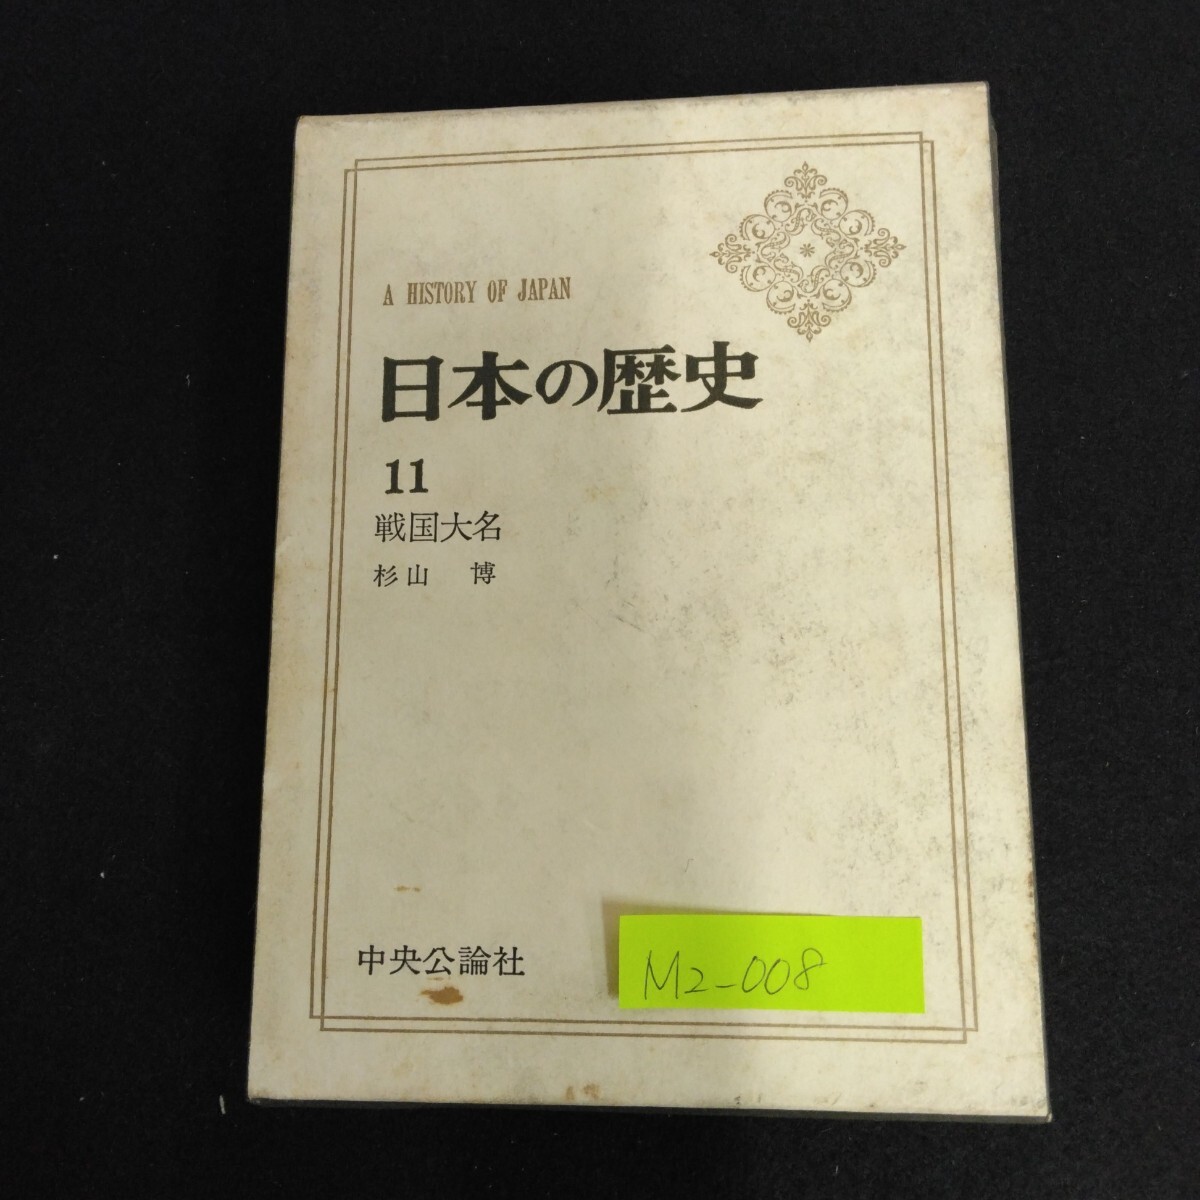 A HISTORY OF JAPAN
日本の歴史
11
戦国大名
杉山 博
中央公論社
M2-008